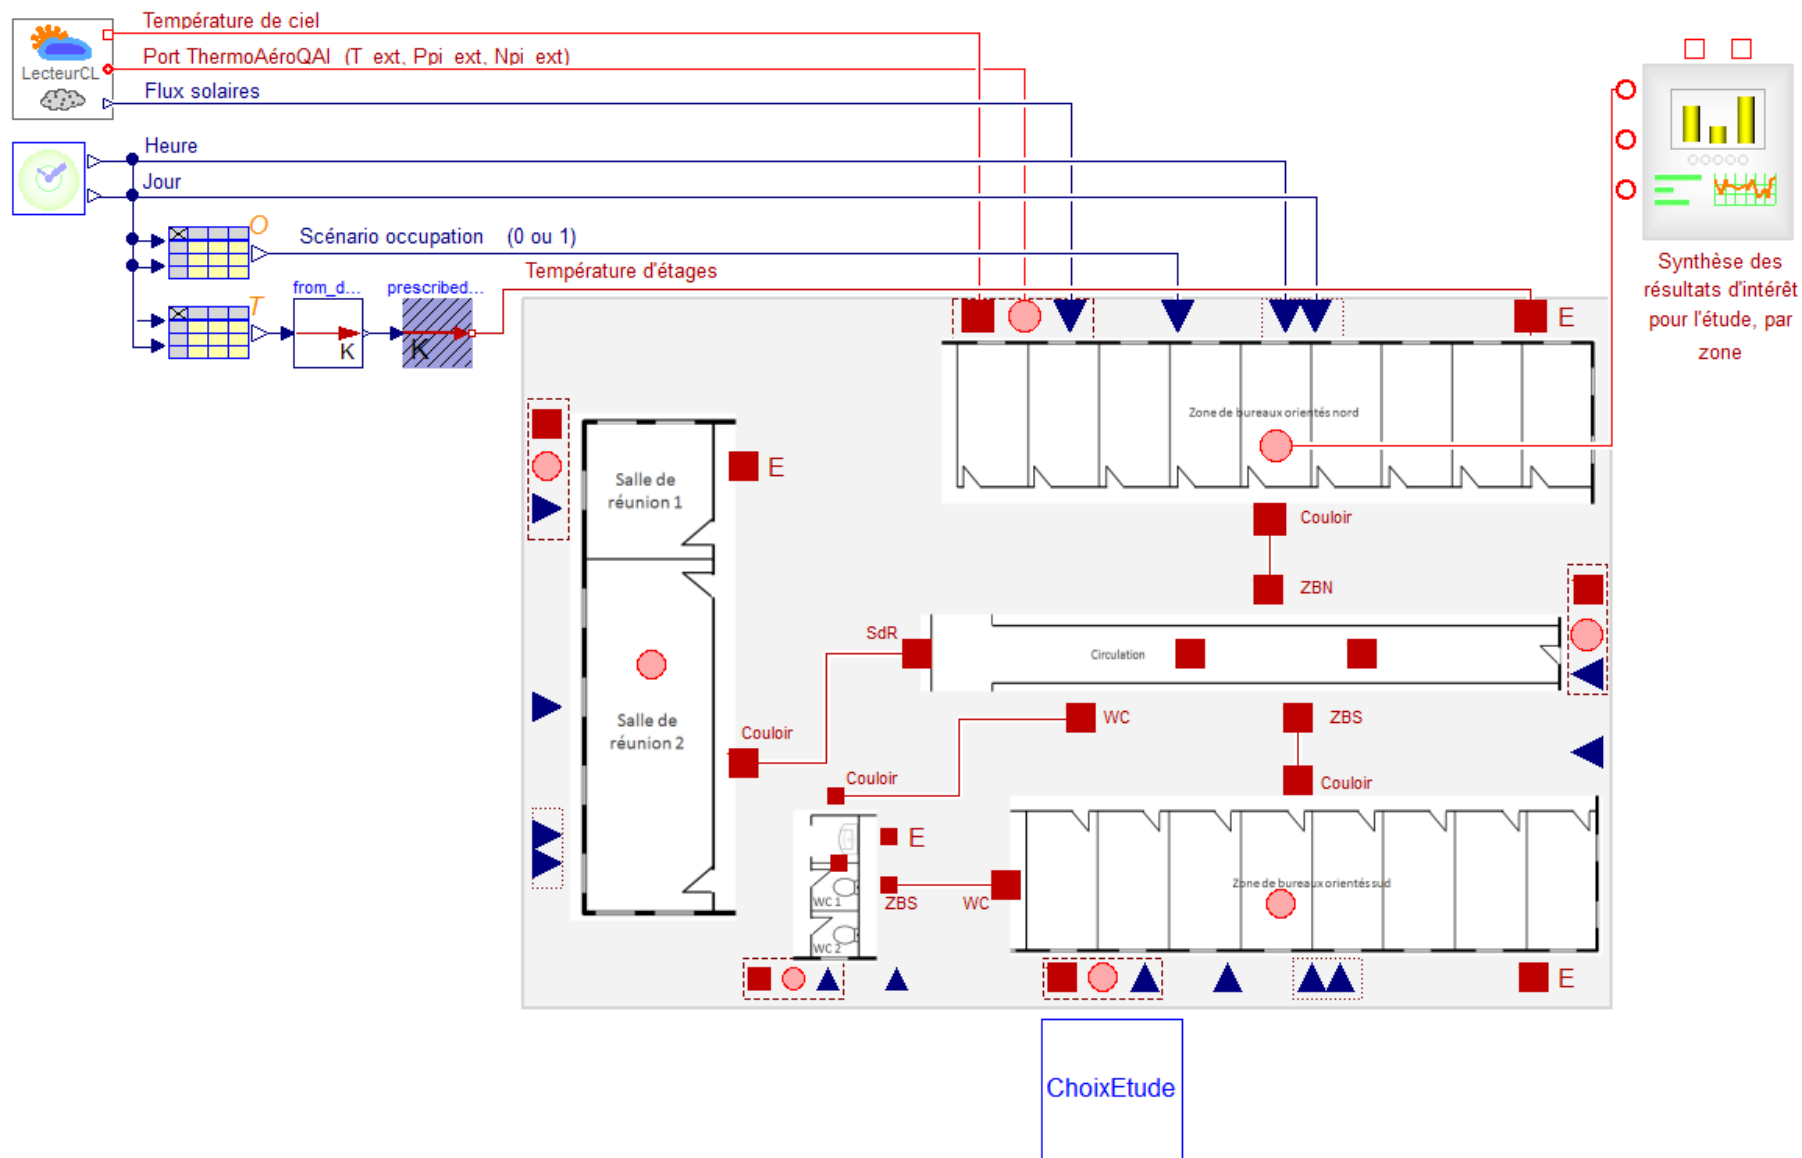 Température de ciel
LecteurCL
Port ThermoAéroQAI (T_ext, Ppi_ext, Npi_ext)
Flux solaires
Heure
Jour
O
Scénario occupation (0 ou 1)
Température d'étages
from_d...
prescribed...
T
K
K
Synthèse des
résultats d'intérêt
pour l'étude, par
zone
E
Zone de bureaux orientés nord
E
Salle de
réunion 1
Couloir
ZBN
SdR
Circulation
WC
ZBS
Salle de
réunion 2
Couloir
Couloir
Couloir
E
ZBS
WC
Zone de bureaux orientés sud
WC 1
WC 2
E
ChoixEtude